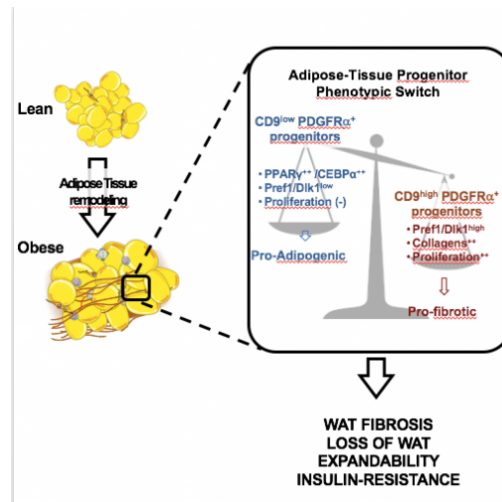 Lean
Adipose Tissue
remodeling
Obese
Adipose-Tissue Progenitor
Phenotypic Switch
CD9low PDGFRα+
progenitors
• PPARγ++ /CEBPα++
• Pref1/Dlk1low
• Proliferation (-)
Pro-Adipogenic
CD9high PDGFRα+
progenitors
• Pref1/Dlk1high
• Collagens++
• Proliferation++
Pro-fibrotic
WAT FIBROSIS
LOSS OF WAT
EXPANDABILITY
INSULIN-RESISTANCE